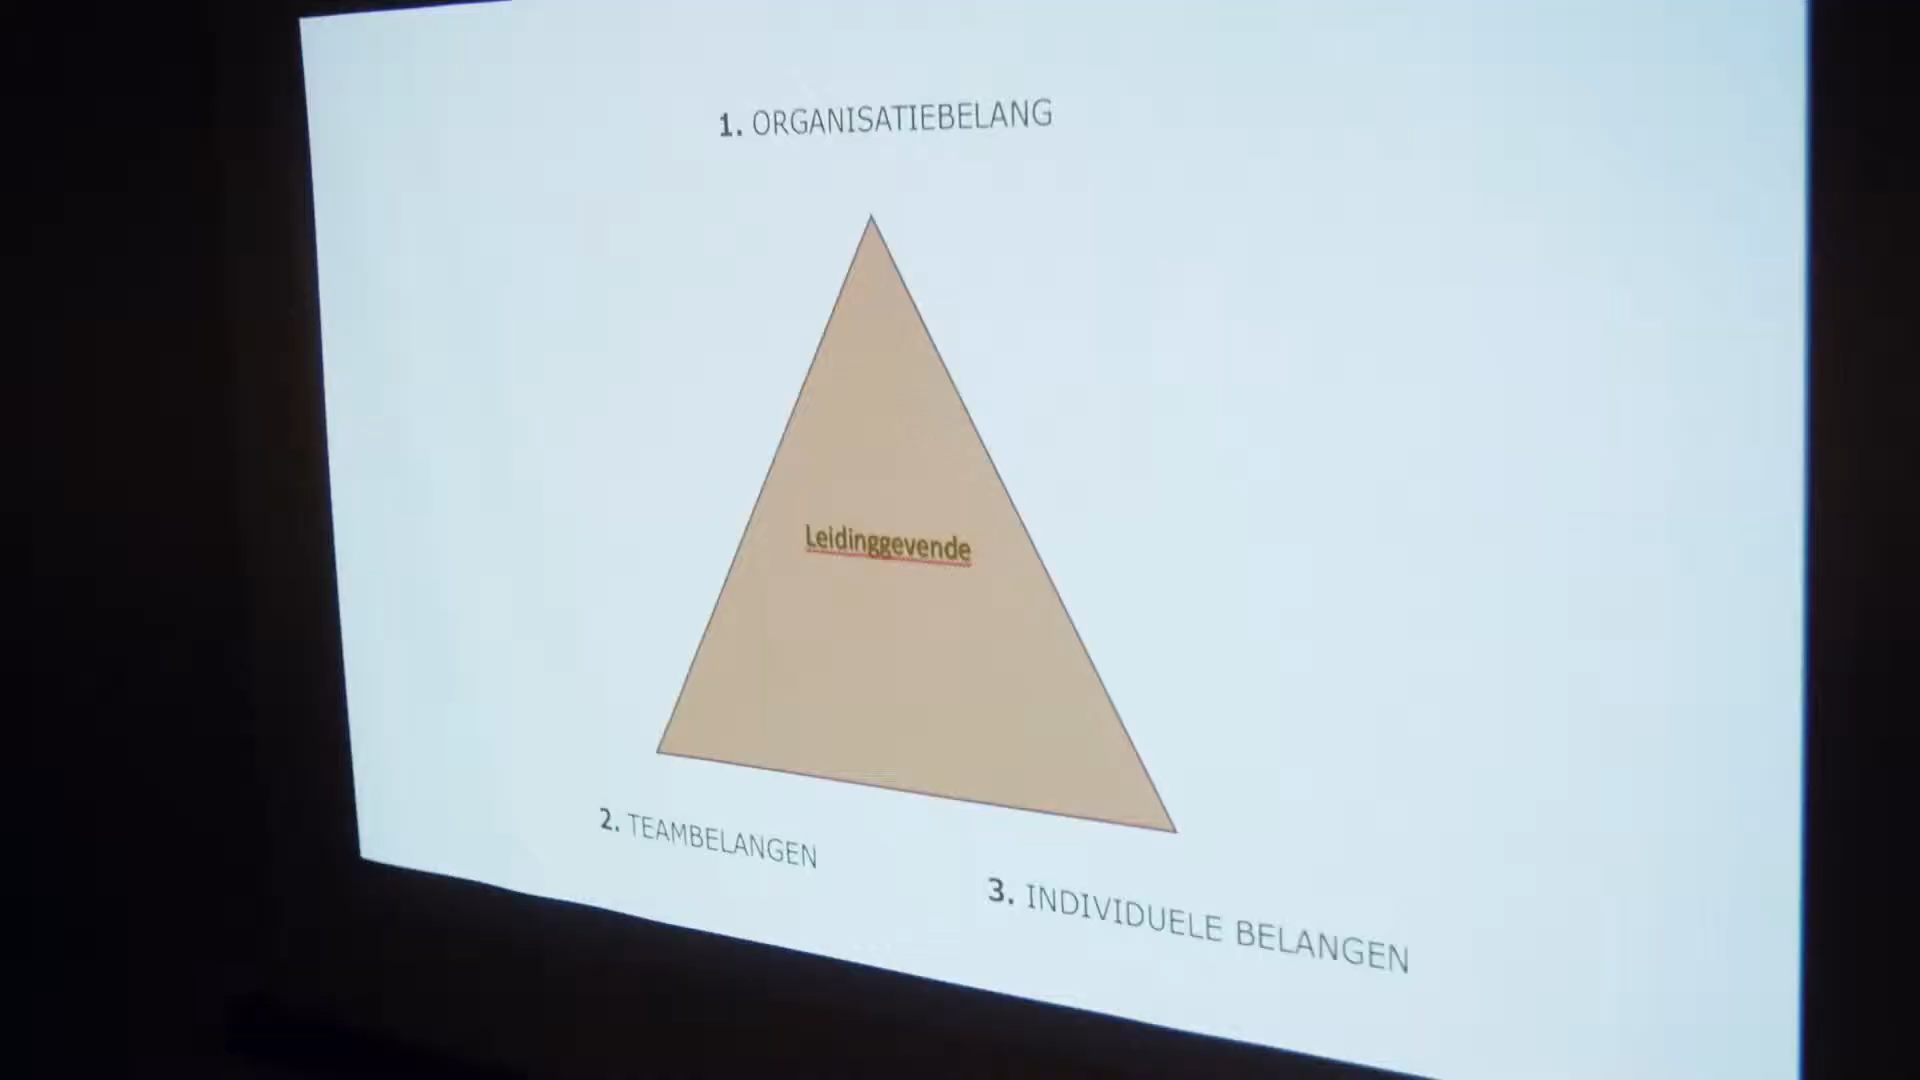 1. ORGANISATIEBELANG
Leidinggevende
2. TEAMBELANGEN
3. INDIVIDUELE BELANGEN